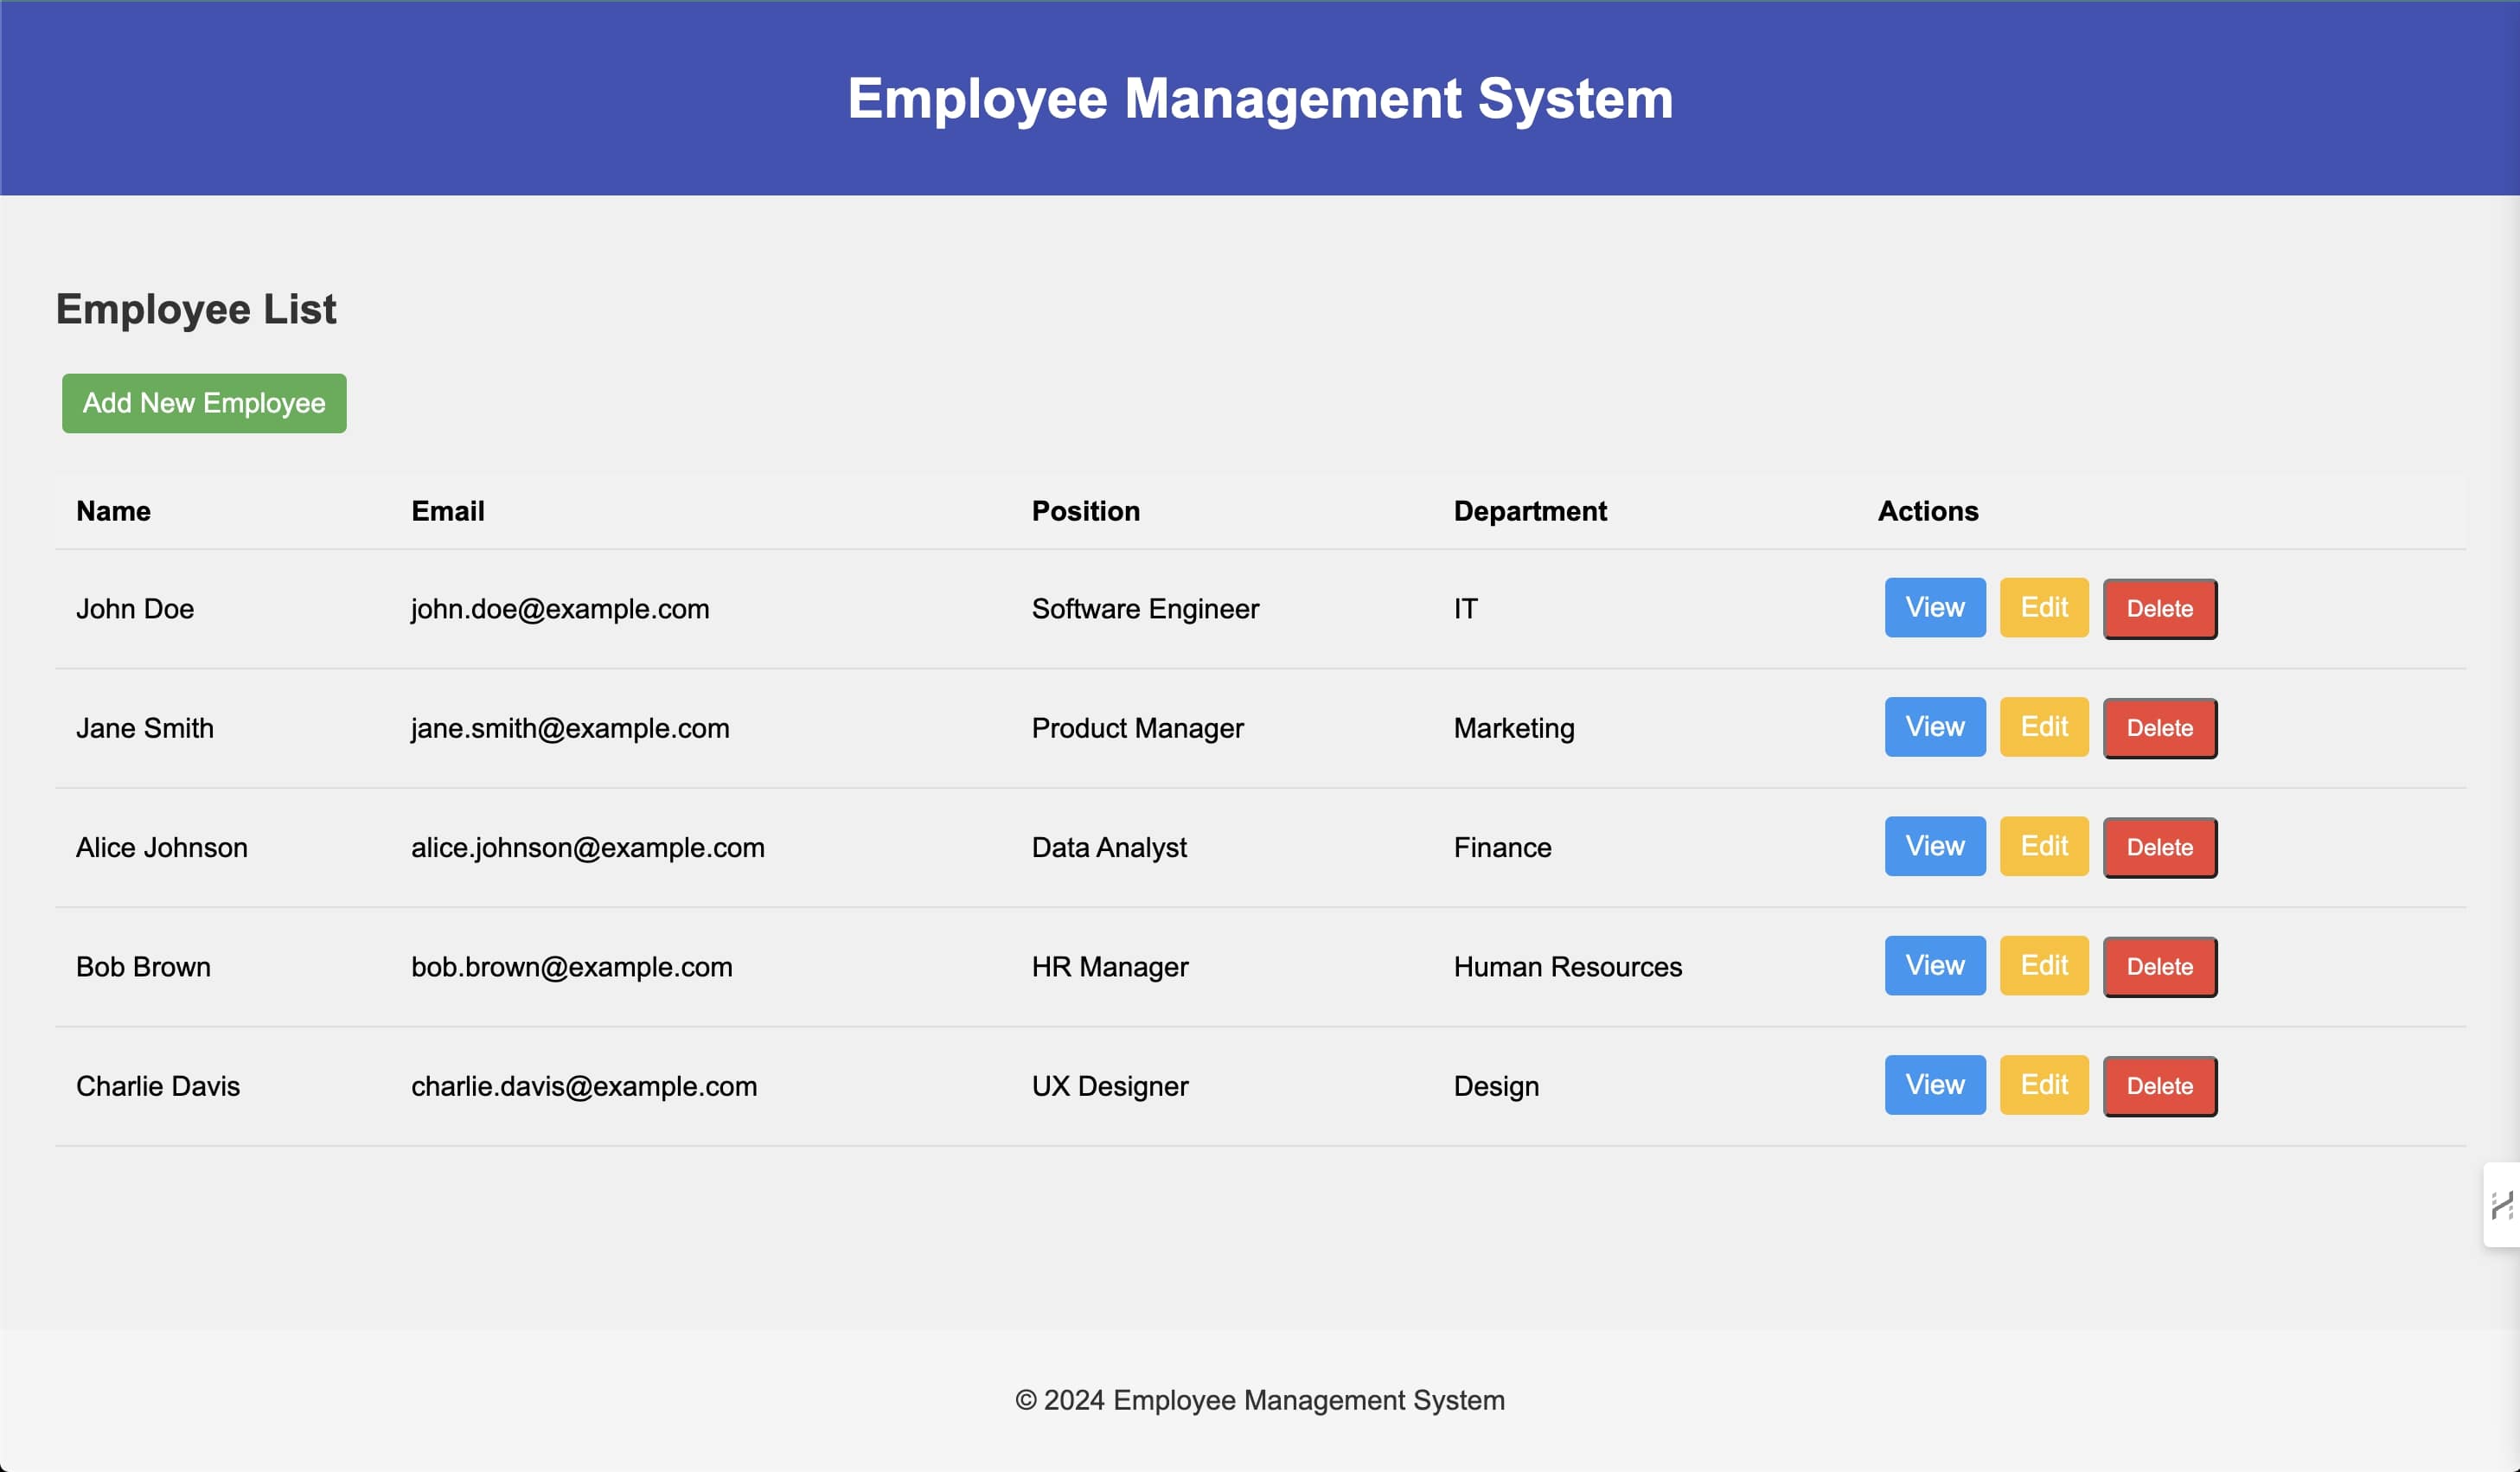 Employee Management System
Employee List
Add New Employee
Name Email Position Department Actions
John Doe john.doe@example.com Software Engineer IT View Edit Delete
Jane Smith jane.smith@example.com Product Manager Marketing View Edit Delete
Alice Johnson alice.johnson@example.com Data Analyst Finance View Edit Delete
Bob Brown bob.brown@example.com HR Manager Human Resources View Edit Delete
Charlie Davis charlie.davis@example.com UX Designer Design View Edit Delete
© 2024 Employee Management System